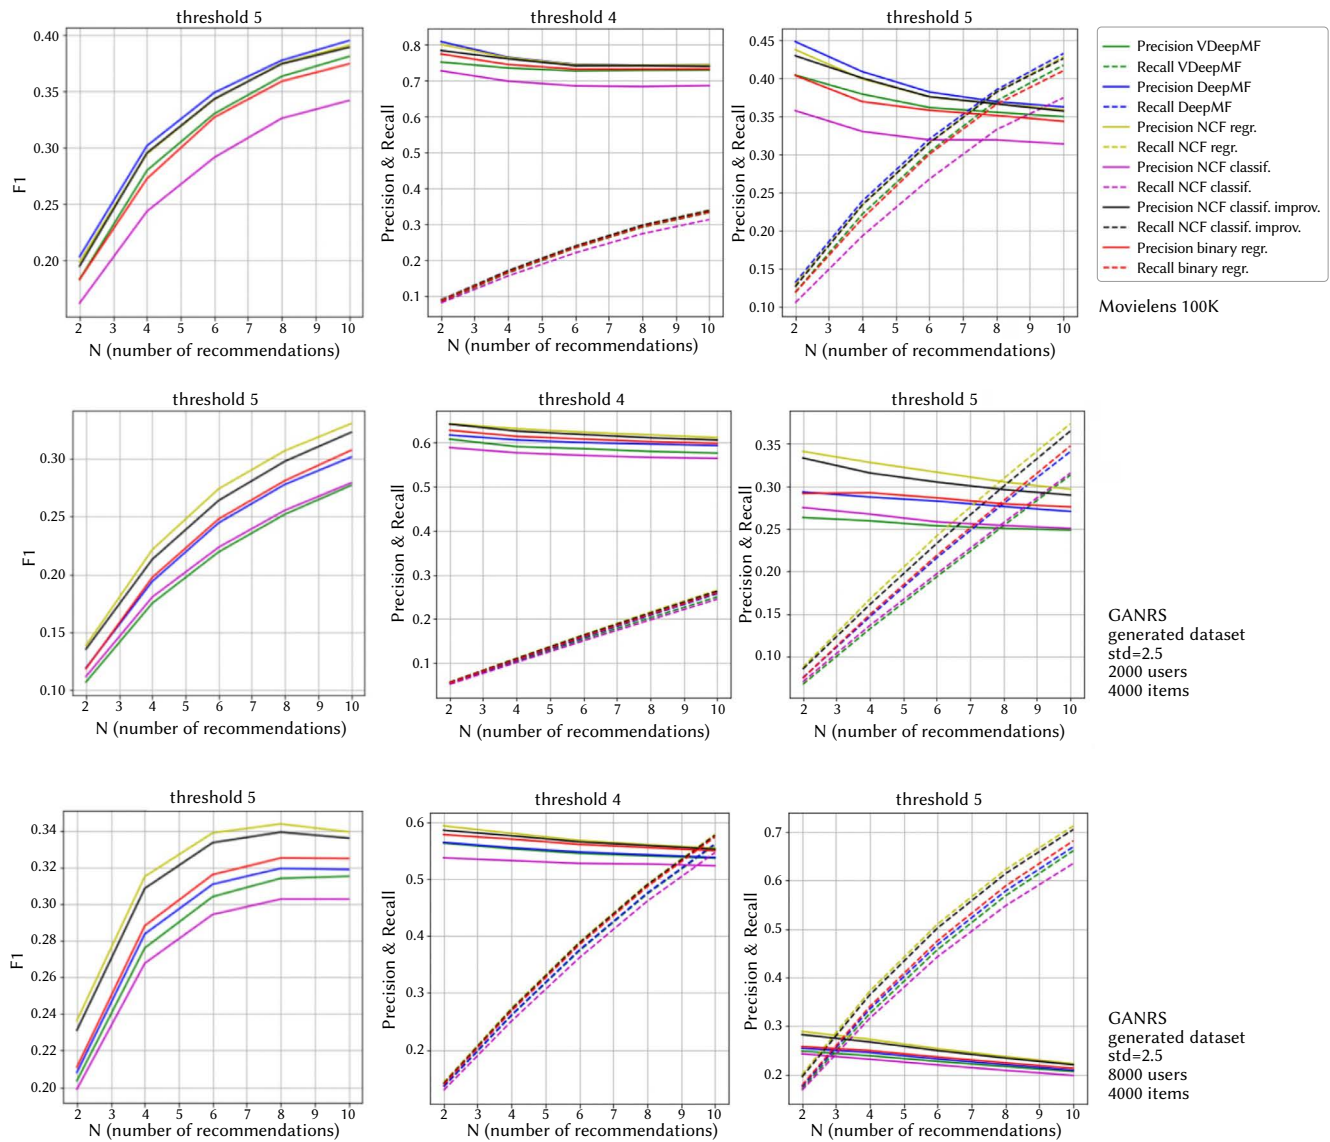 threshold 5
0.40
0.35
0.30
0.25
0.20
F1
2 3 4 5 6 7 8 9 10
N (number of recommendations)
threshold 4
0.8
0.7
0.6
0.5
0.4
0.3
0.2
0.1
Precision & Recall
2 3 4 5 6 7 8 9 10
N (number of recommendations)
threshold 5
0.45
0.40
0.35
0.30
0.25
0.20
0.15
0.10
Precision & Recall
2 3 4 5 6 7 8 9 10
N (number of recommendations)
Precision VDeepMF
Recall VDeepMF
Precision DeepMF
Recall DeepMF
Precision NCF regr.
Recall NCF regr.
Precision NCF classif.
Recall NCF classif.
Precision NCF classif. improv.
Recall NCF classif. improv.
Precision binary regr.
Recall binary regr.
Movielens 100K
threshold 5
0.30
0.25
0.20
0.15
0.10
F1
2 3 4 5 6 7 8 9 10
N (number of recommendations)
threshold 4
0.6
0.5
0.4
0.3
0.2
0.1
Precision & Recall
2 3 4 5 6 7 8 9 10
N (number of recommendations)
threshold 5
0.35
0.30
0.25
0.20
0.15
0.10
Precision & Recall
2 3 4 5 6 7 8 9 10
N (number of recommendations)
GANRS
generated dataset
std=2.5
2000 users
4000 items
threshold 5
0.34
0.32
0.30
0.28
0.26
0.24
0.22
0.20
F1
2 3 4 5 6 7 8 9 10
N (number of recommendations)
threshold 4
0.6
0.5
0.4
0.3
0.2
Precision & Recall
2 3 4 5 6 7 8 9 10
N (number of recommendations)
threshold 5
0.7
0.6
0.5
0.4
0.3
0.2
Precision & Recall
2 3 4 5 6 7 8 9 10
N (number of recommendations)
GANRS
generated dataset
std=2.5
8000 users
4000 items